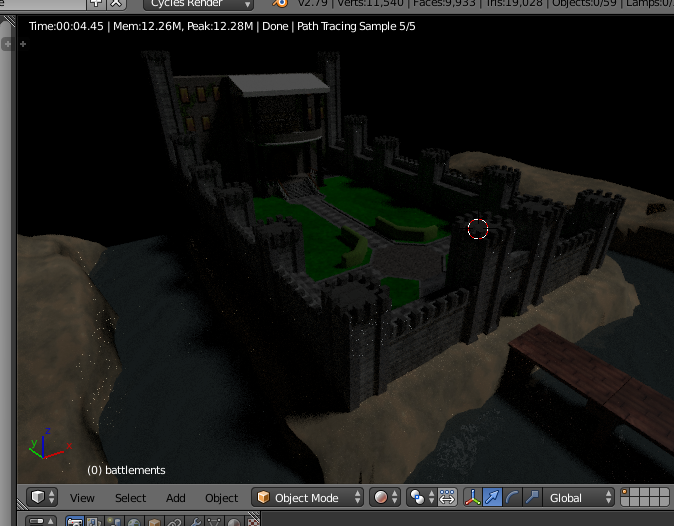 Cycles Render v2.79 | Verts:11,540 | Faces:9,933 | Tris:19,028 | Objects:0/59 | Lamps:0/
Time:00:04.45 | Mem:12.26M, Peak:12.28M | Done | Path Tracing Sample 5/5
z
y x
(0) battlements
View Select Add Object Object Mode Global